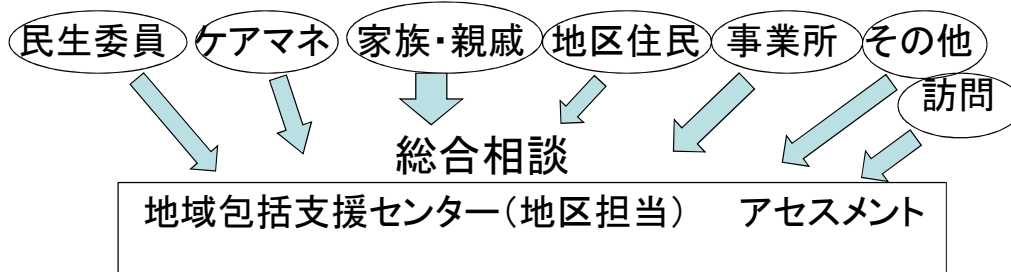 民生委員 ケアマネ 家族・親戚 地区住民 事業所 その他
訪問
総合相談
地域包括支援センター(地区担当) アセスメント